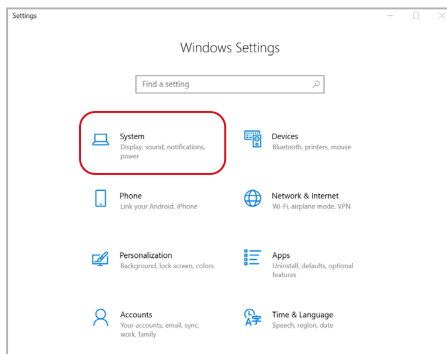 Settings
Windows Settings
Find a setting
System
Display, sound, notifications,
power
Devices
Bluetooth, printers, mouse
Phone
Link your Android, iPhone
Network & Internet
Wi-Fi, airplane mode, VPN
Personalization
Background, lock screen, colors
Apps
Uninstall, defaults, optional
features
Accounts
Your accounts, email, sync,
work, family
Time & Language
Speech, region, date